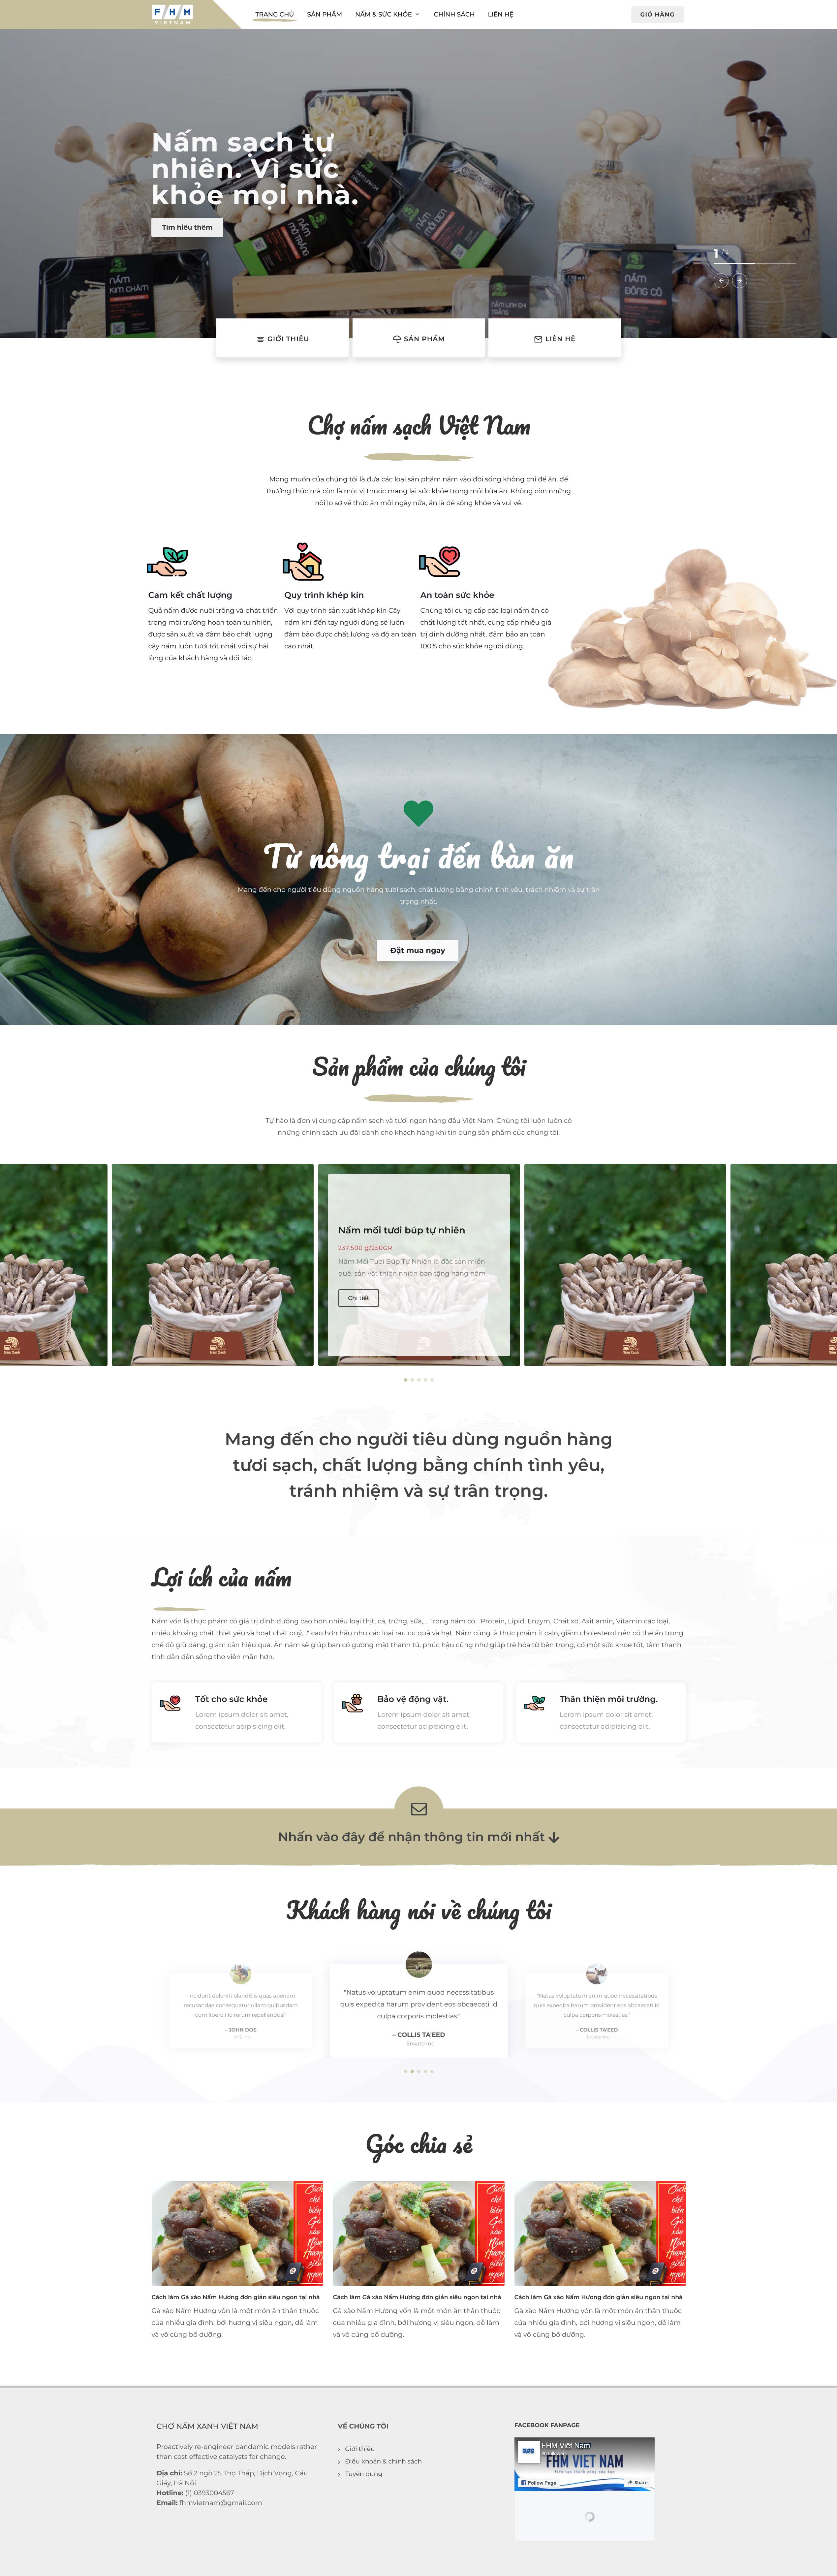 F/H/M
VIETNAM
TRANG CHỦ
SẢN PHẨM
NẤM & SỨC KHỎE
CHÍNH SÁCH
LIÊN HỆ
GIỎ HÀNG
Nấm sạch tự
nhiên. Vì sức
khỏe mọi nhà.
Tìm hiểu thêm
NẤM
KIM CHÂM
NẤM
ĐÔNG CÔ
1
GIỚI THIỆU
SẢN PHẨM
LIÊN HỆ
Chợ nấm sạch Việt Nam
Mong muốn của chúng tôi là đưa các loại sản phẩm nấm vào đời sống không chỉ để ăn, để
thưởng thức mà còn là một vị thuốc mang lại sức khỏe trong mỗi bữa ăn. Không còn những
nỗi lo sợ về thức ăn mỗi ngày nữa, ăn là để sống khỏe và vui vẻ.
Cam kết chất lượng
Quả nấm được nuôi trồng và phát triển
trong môi trường hoàn toàn tự nhiên,
được sản xuất và đảm bảo chất lượng
cây nấm luôn tươi tốt nhất với sự hài
lòng của khách hàng và đối tác.
Quy trình khép kín
Với quy trình sản xuất khép kín Cây
nấm khi đến tay người dùng sẽ luôn
đảm bảo được chất lượng và độ an toàn
cao nhất.
An toàn sức khỏe
Chúng tôi cung cấp các loại nấm ăn có
chất lượng tốt nhất, cung cấp nhiều giá
trị dinh dưỡng nhất, đảm bảo an toàn
100% cho sức khỏe người dùng.
Từ nông trại đến bàn ăn
Mang đến cho người tiêu dùng nguồn hàng tươi sạch, chất lượng bằng chính tình yêu, trách nhiệm và sự trân
trọng nhất.
Đặt mua ngay
Sản phẩm của chúng tôi
Tự hào là đơn vị cung cấp nấm sạch và tươi ngon hàng đầu Việt Nam. Chúng tôi luôn luôn có
những chính sách ưu đãi dành cho khách hàng khi tin dùng sản phẩm của chúng tôi.
Nấm mối tươi búp tự nhiên
237.500 ₫/250GR
Nấm Mối Tươi Búp Tự Nhiên là đặc sản miền
quê, sản vật thiên nhiên ban tặng hàng năm.
Chi tiết
Mang đến cho người tiêu dùng nguồn hàng
tươi sạch, chất lượng bằng chính tình yêu,
tránh nhiệm và sự trân trọng.
Lợi ích của nấm
Nấm vốn là thực phẩm có giá trị dinh dưỡng cao hơn nhiều loại thịt, cá, trứng, sữa,... Trong nấm có: "Protein, Lipid, Enzym, Chất xơ, Axit amin, Vitamin các loại,
nhiều khoáng chất thiết yếu và hoạt chất quý,..." cao hơn hầu như các loại rau củ quả và hạt. Nấm cũng là thực phẩm ít calo, giảm cholesterol nên có thể ăn trong
chế độ giữ dáng, giảm cân hiệu quả. Ăn nấm sẽ giúp bạn có gương mặt thanh tú, phúc hậu cũng như giúp trẻ hóa từ bên trong, có một sức khỏe tốt, tâm thanh
tịnh dẫn đến sống thọ viên mãn hơn.
Tốt cho sức khỏe
Lorem ipsum dolor sit amet,
consectetur adipisicing elit.
Bảo vệ động vật.
Lorem ipsum dolor sit amet,
consectetur adipisicing elit.
Thân thiện môi trường.
Lorem ipsum dolor sit amet,
consectetur adipisicing elit.
Nhấn vào đây để nhận thông tin mới nhất
Khách hàng nói về chúng tôi
"Incidunt deleniti blanditiis quas aperiam
recusandae consequatur ullam quibusdam
cum libero illo rerum repellendus!"
– JOHN DOE
XYZ Inc.
"Natus voluptatum enim quod necessitatibus
quis expedita harum provident eos obcaecati id
culpa corporis molestias."
– COLLIS TA'EED
Envato Inc.
"Natus voluptatum enim quod necessitatibus
quis expedita harum provident eos obcaecati id
culpa corporis molestias."
– COLLIS TA'EED
Envato Inc.
Góc chia sẻ
Cách làm Gà xào Nấm Hương đơn giản siêu ngon tại nhà
Gà xào Nấm Hương vốn là một món ăn thân thuộc
của nhiều gia đình, bởi hương vị siêu ngon, dễ làm
và vô cùng bổ dưỡng.
Cách làm Gà xào Nấm Hương đơn giản siêu ngon tại nhà
Gà xào Nấm Hương vốn là một món ăn thân thuộc
của nhiều gia đình, bởi hương vị siêu ngon, dễ làm
và vô cùng bổ dưỡng.
Cách làm Gà xào Nấm Hương đơn giản siêu ngon tại nhà
Gà xào Nấm Hương vốn là một món ăn thân thuộc
của nhiều gia đình, bởi hương vị siêu ngon, dễ làm
và vô cùng bổ dưỡng.
CHỢ NẤM XANH VIỆT NAM
Proactively re-engineer pandemic models rather
than cost effective catalysts for change.
Địa chỉ: Số 2 ngõ 25 Thọ Tháp, Dịch Vọng, Cầu
Giấy, Hà Nội
Hotline: (1) 0393004567
Email: fhmvietnam@gmail.com
VỀ CHÚNG TÔI
Giới thiệu
Điều khoản & chính sách
Tuyển dụng
FACEBOOK FANPAGE
FHM Việt Nam
FHM VIET NAM
Follow Page
Share